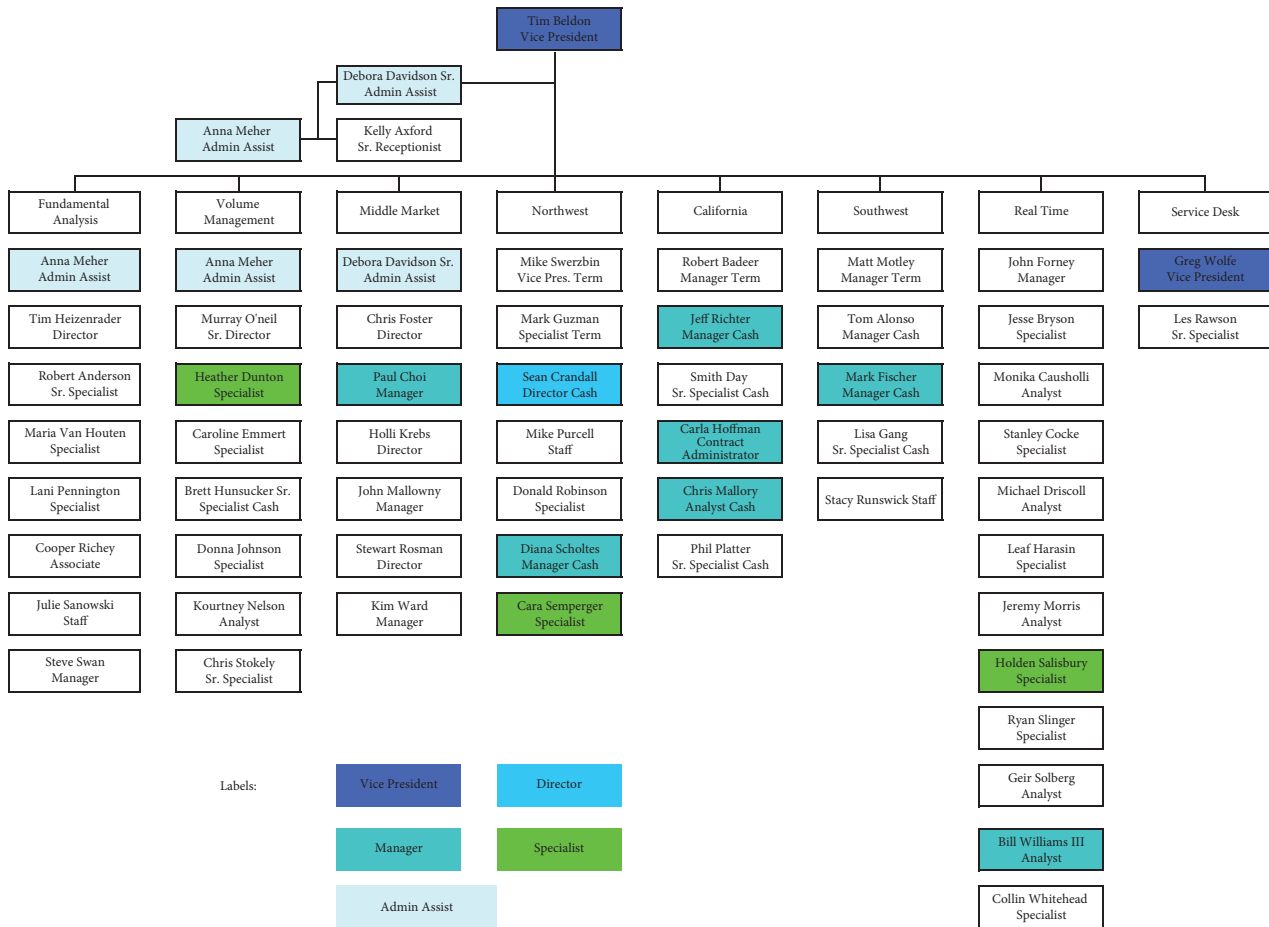 Tim Beldon
Vice President
Debora Davidson Sr.
Admin Assist
Anna Meher
Admin Assist
Kelly Axford
Sr. Receptionist
Fundamental
Analysis
Anna Meher
Admin Assist
Tim Heizenrader
Director
Robert Anderson
Sr. Specialist
Maria Van Houten
Specialist
Lani Pennington
Specialist
Cooper Richey
Associate
Julie Sanowski
Staff
Steve Swan
Manager
Volume
Management
Anna Meher
Admin Assist
Murray O'neil
Sr. Director
Heather Dunton
Specialist
Caroline Emmert
Specialist
Brett Hunsucker Sr.
Specialist Cash
Donna Johnson
Specialist
Kourtney Nelson
Analyst
Chris Stokely
Sr. Specialist
Middle Market
Debora Davidson Sr.
Admin Assist
Chris Foster
Director
Paul Choi
Manager
Holli Krebs
Director
John Mallowny
Manager
Stewart Rosman
Director
Kim Ward
Manager
Northwest
Mike Swerzbin
Vice Pres. Term
Mark Guzman
Specialist Term
Sean Crandall
Director Cash
Mike Purcell
Staff
Donald Robinson
Specialist
Diana Scholtes
Manager Cash
Cara Semperger
Specialist
California
Robert Badeer
Manager Term
Jeff Richter
Manager Cash
Smith Day
Sr. Specialist Cash
Carla Hoffman
Contract
Administrator
Chris Mallory
Analyst Cash
Phil Platter
Sr. Specialist Cash
Southwest
Matt Motley
Manager Term
Tom Alonso
Manager Cash
Mark Fischer
Manager Cash
Lisa Gang
Sr. Specialist Cash
Stacy Runswick Staff
Real Time
John Forney
Manager
Jesse Bryson
Specialist
Monika Causholli
Analyst
Stanley Cocke
Specialist
Michael Driscoll
Analyst
Leaf Harasin
Specialist
Jeremy Morris
Analyst
Holden Salisbury
Specialist
Ryan Slinger
Specialist
Geir Solberg
Analyst
Bill Williams III
Analyst
Collin Whitehead
Specialist
Service Desk
Greg Wolfe
Vice President
Les Rawson
Sr. Specialist
Labels:
Vice President
Director
Manager
Specialist
Admin Assist